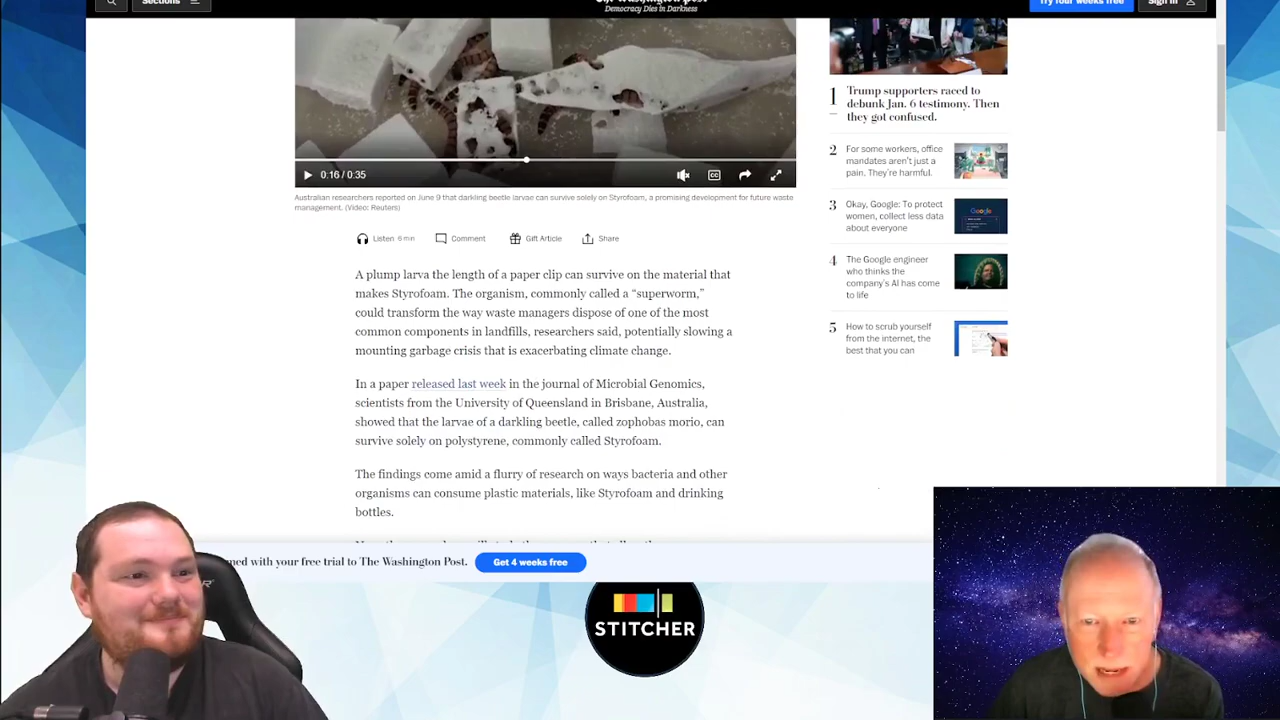 Sections
Democracy Dies in Darkness
Try four weeks free
Sign in
0:16 / 0:35
CC
Australian researchers reported on June 9 that darkling beetle larvae can survive solely on Styrofoam, a promising development for future waste
management. (Video: Reuters)
Listen 6 min
Comment
Gift Article
Share
A plump larva the length of a paper clip can survive on the material that
makes Styrofoam. The organism, commonly called a “superworm,”
could transform the way waste managers dispose of one of the most
common components in landfills, researchers said, potentially slowing a
mounting garbage crisis that is exacerbating climate change.
In a paper released last week in the journal of Microbial Genomics,
scientists from the University of Queensland in Brisbane, Australia,
showed that the larvae of a darkling beetle, called zophobas morio, can
survive solely on polystyrene, commonly called Styrofoam.
The findings come amid a flurry of research on ways bacteria and other
organisms can consume plastic materials, like Styrofoam and drinking
bottles.
1
Trump supporters raced to
debunk Jan. 6 testimony. Then
they got confused.
2
For some workers, office
mandates aren’t just a
pain. They’re harmful.
3
Okay, Google: To protect
women, collect less data
about everyone
Google
4
The Google engineer
who thinks the
company’s AI has come
to life
5
How to scrub yourself
from the internet, the
best that you can
med with your free trial to The Washington Post.
Get 4 weeks free
STITCHER